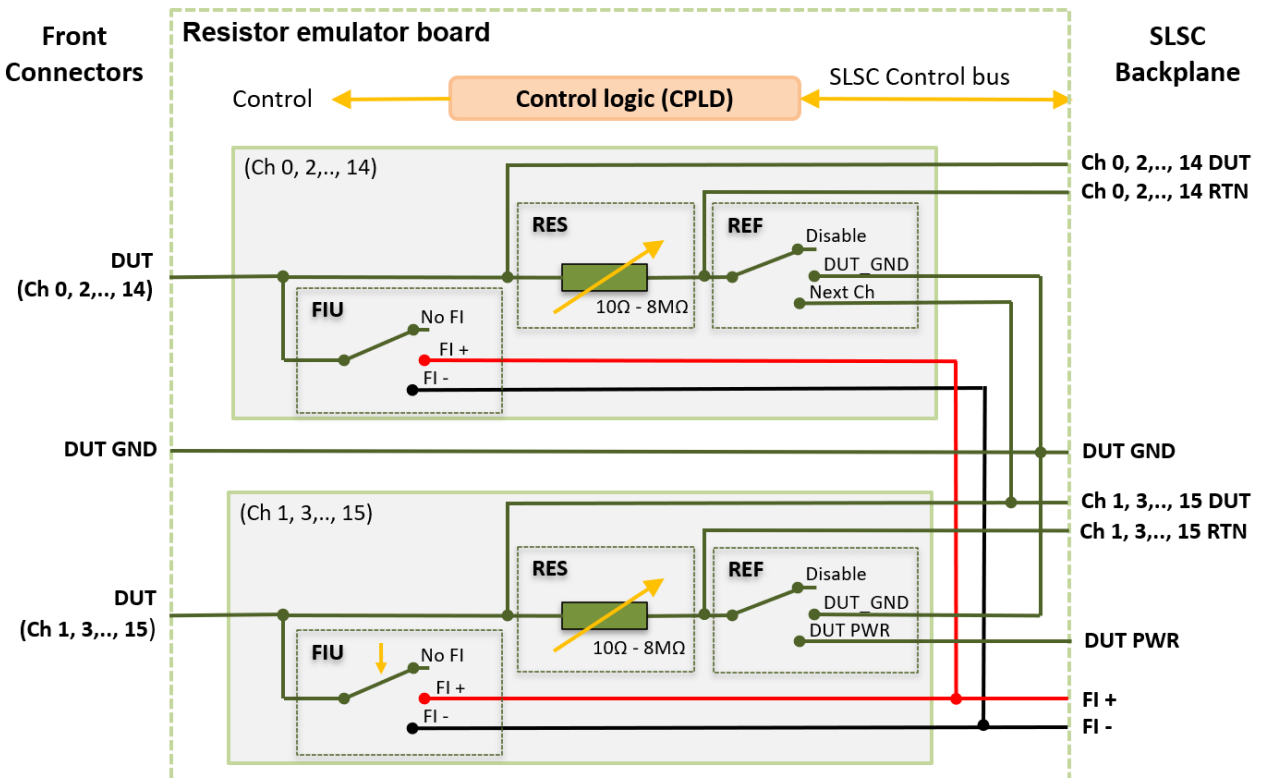 Front
Connectors
Resistor emulator board
SLSC
Backplane
Control
Control logic (CPLD)
SLSC Control bus
(Ch 0, 2,.., 14)
Ch 0, 2,.., 14 DUT
Ch 0, 2,.., 14 RTN
DUT
(Ch 0, 2,.., 14)
RES
10Ω - 8MΩ
REF
Disable
DUT_GND
Next Ch
FIU
No FI
FI +
FI -
DUT GND
DUT GND
(Ch 1, 3,.., 15)
Ch 1, 3,.., 15 DUT
Ch 1, 3,.., 15 RTN
DUT
(Ch 1, 3,.., 15)
RES
10Ω - 8MΩ
REF
Disable
DUT_GND
DUT PWR
DUT PWR
FIU
No FI
FI +
FI -
FI +
FI -